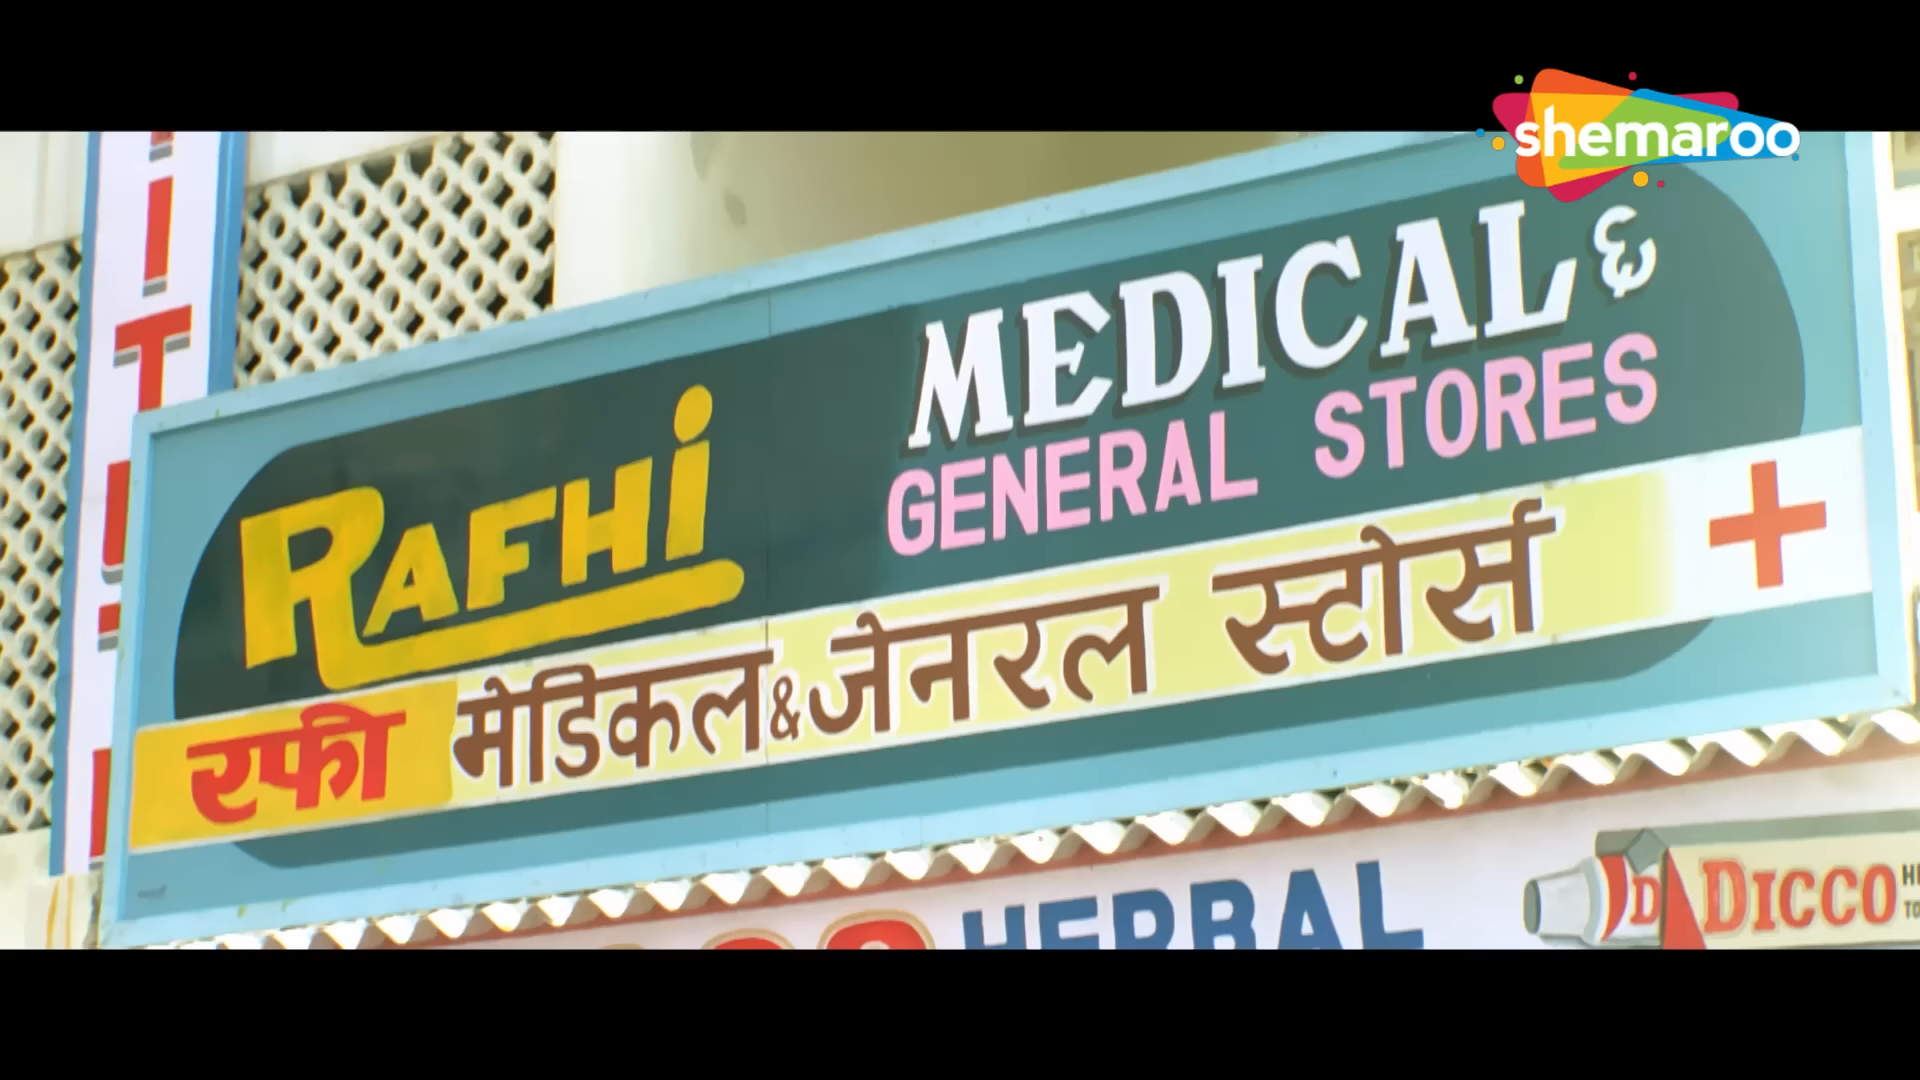 shemaroo
RAFHi
MEDICAL &
GENERAL STORES
रफी मेडिकल & जेनरल स्टोर्स
HERBAL
D DICCO